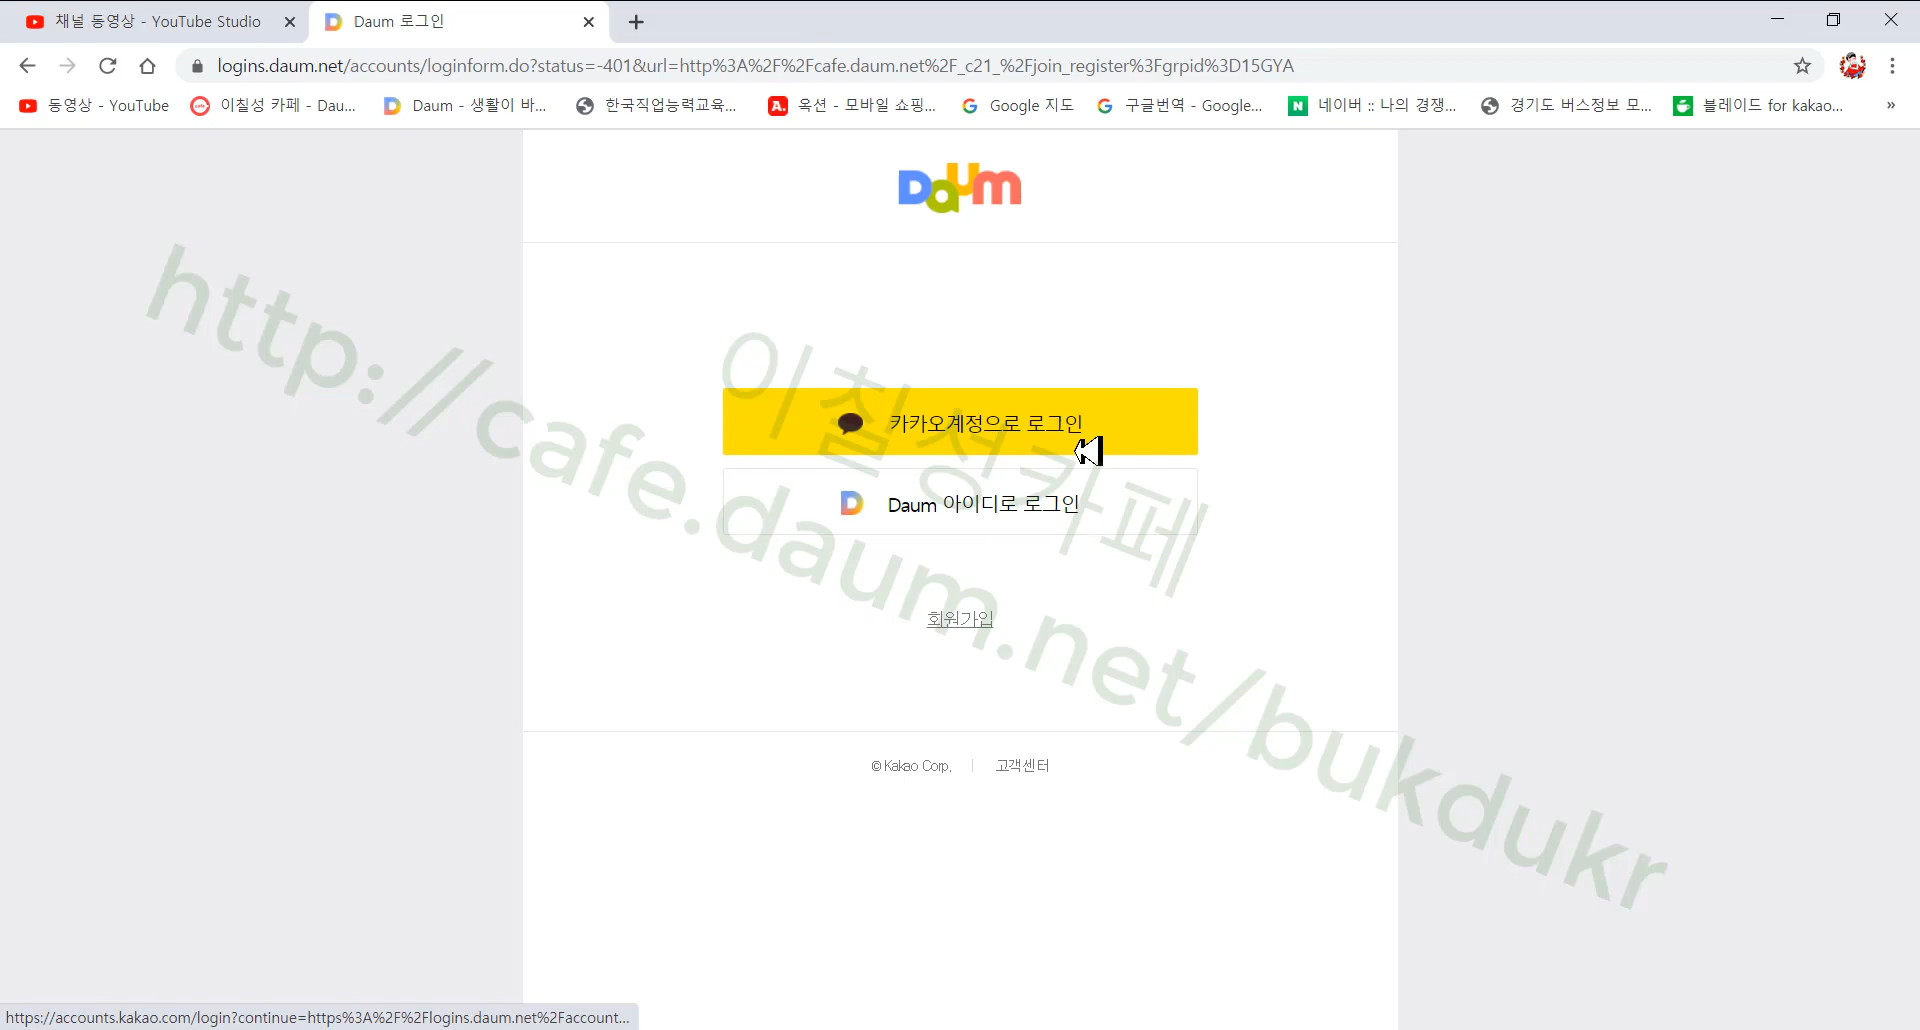 채널 동영상 - YouTube Studio
Daum 로그인
logins.daum.net/accounts/loginform.do?status=-401&url=http%3A%2F%2Fcafe.daum.net%2F_c21_%2Fjoin_register%3Fgrpid%3D15GYA
동영상 - YouTube
이칠성 카페 - Dau...
Daum - 생활이 바...
한국직업능력교육...
옥션 - 모바일 쇼핑...
Google 지도
구글번역 - Google...
네이버 :: 나의 경쟁...
경기도 버스정보 모...
블레이드 for kakao...
»
Daum
카카오계정으로 로그인
Daum 아이디로 로그인
회원가입
© Kakao Corp.
고객센터
이칠성카페
http://cafe.daum.net/bukdukr
https://accounts.kakao.com/login?continue=https%3A%2F%2Flogins.daum.net%2Faccount...